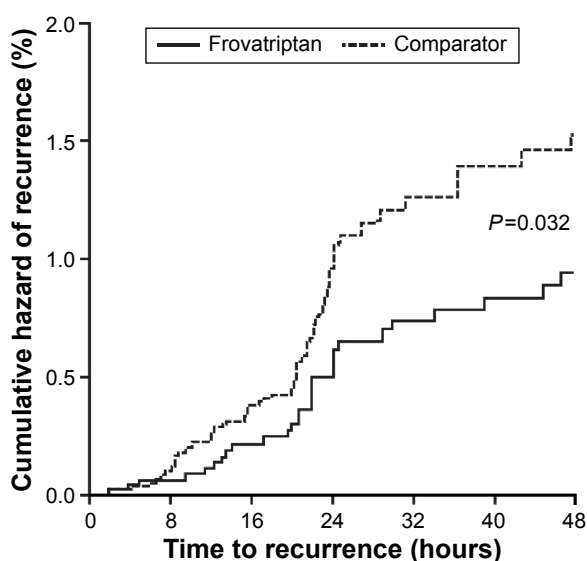 Cumulative hazard of recurrence (%)
2.0
1.5
1.0
0.5
0.0
Frovatriptan Comparator
P=0.032
0 8 16 24 32 40 48
Time to recurrence (hours)